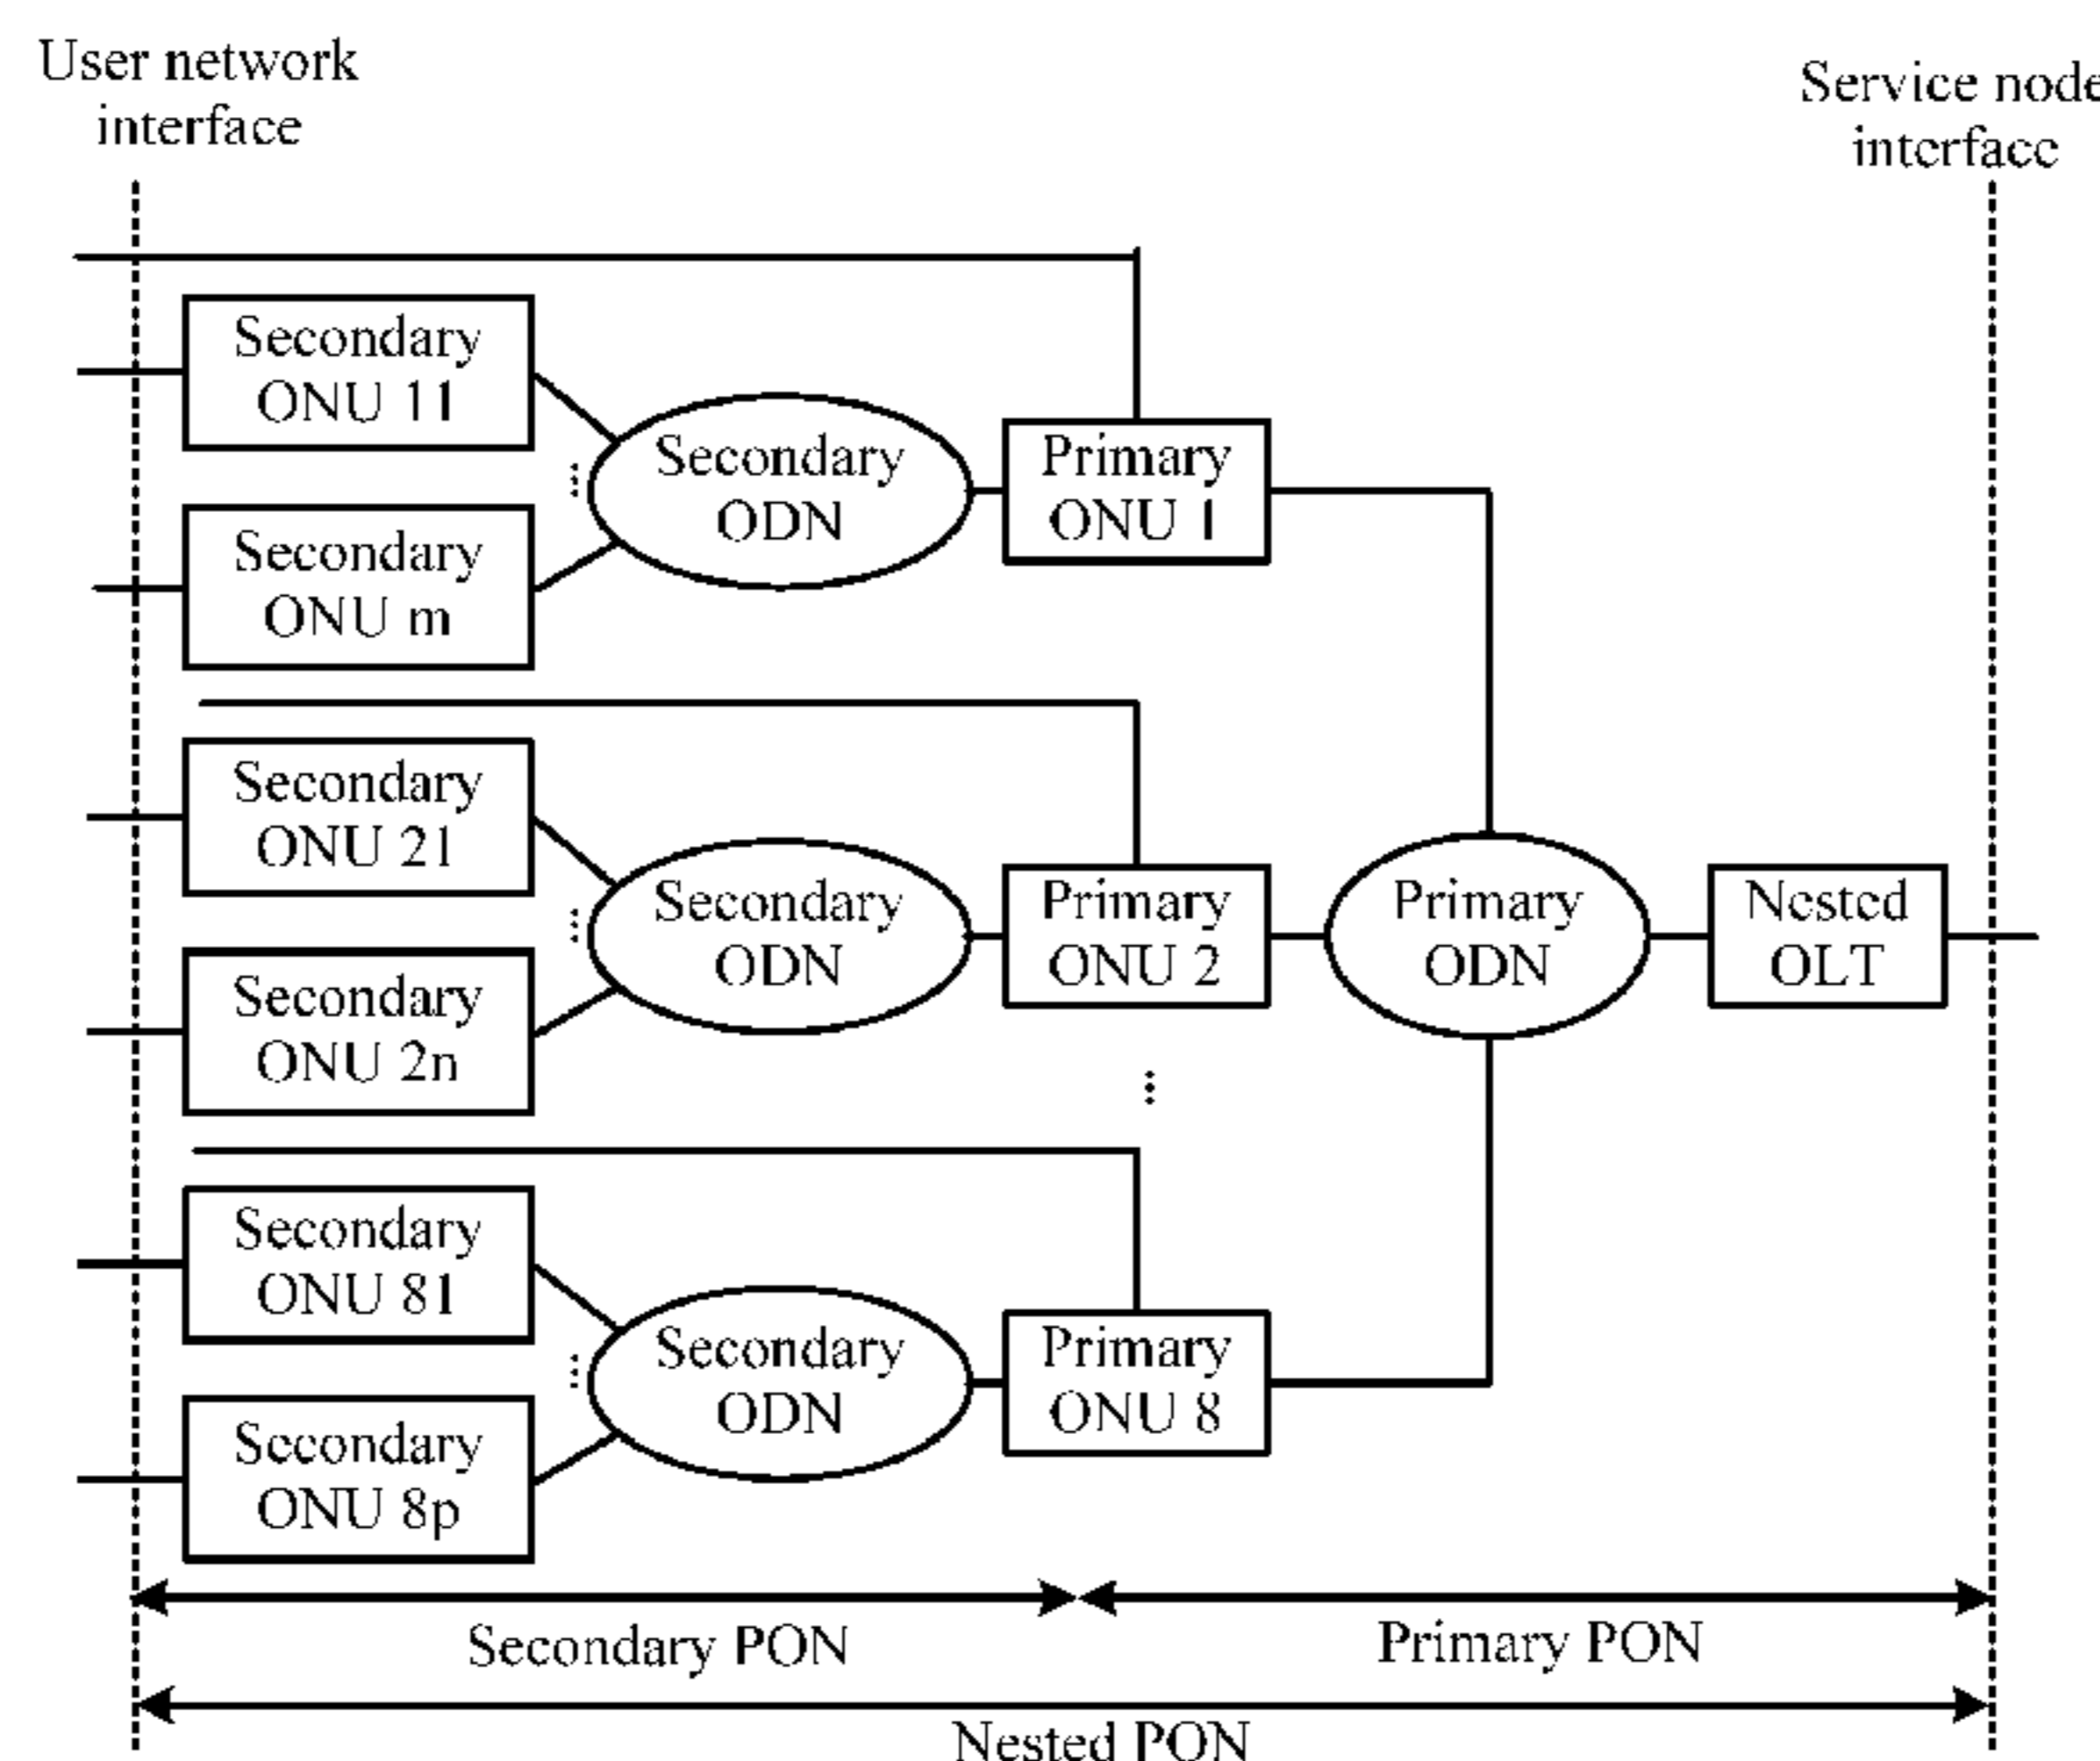 User network
interface
Service node
interface
Secondary
ONU 11
Secondary
ODN
Primary
ONU 1
Secondary
ONU m
Secondary
ONU 21
Secondary
ODN
Primary
ONU 2
Primary
ODN
Nested
OLT
Secondary
ONU 2n
Secondary
ONU 81
Secondary
ODN
Primary
ONU 8
Secondary
ONU 8p
Secondary PON
Primary PON
Nested PON